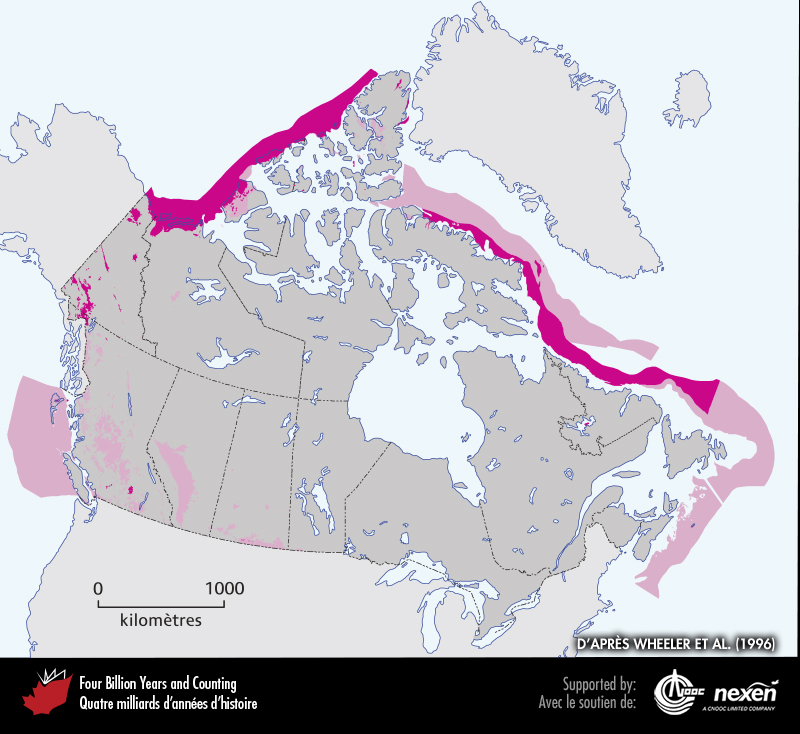 0 1000
kilomètres
D'APRÈS WHEELER ET AL. (1996)
Four Billion Years and Counting
Quatre milliards d'années d'histoire
Supported by:
Avec le soutien de:
CNOOC
nexen
A CNOOC LIMITED COMPANY